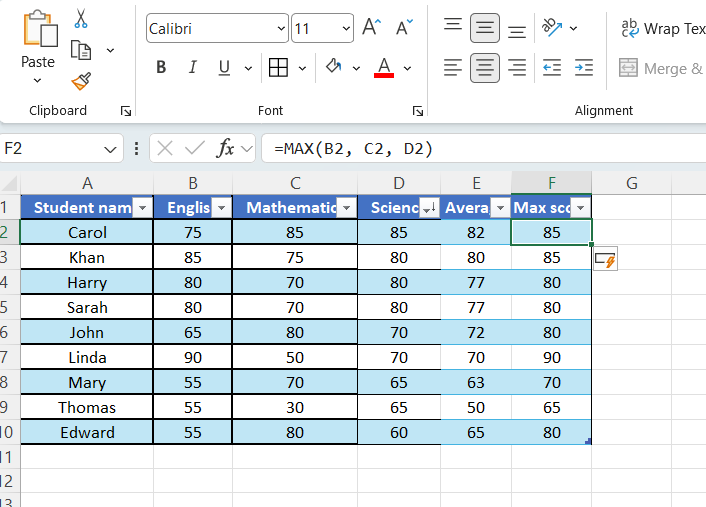 Calibri 11 A^ A˅ ab Wrap Tex
Paste B I U A Merge &
Clipboard Font Alignment
F2 fx =MAX(B2, C2, D2)
A B C D E F G
1 Student nam Englis Mathematic Scienc Avera Max sco
2 Carol 75 85 85 82 85
3 Khan 85 75 80 80 85
4 Harry 80 70 80 77 80
5 Sarah 80 70 80 77 80
6 John 65 80 70 72 80
7 Linda 90 50 70 70 90
8 Mary 55 70 65 63 70
9 Thomas 55 30 65 50 65
10 Edward 55 80 60 65 80
11
12
13